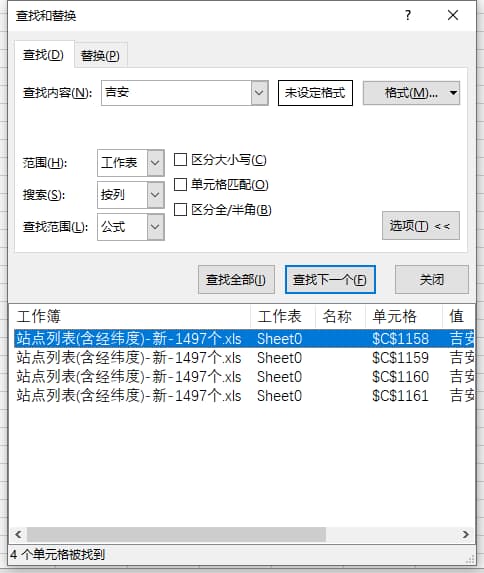 查找和替换
查找(D) 替换(P)
查找内容(N): 吉安 未设定格式 格式(M)...
范围(H): 工作表 区分大小写(C)
搜索(S): 按列 单元格匹配(O)
查找范围(L): 公式 区分全/半角(B)
选项(T) <<
查找全部(I) 查找下一个(F) 关闭
工作簿 工作表 名称 单元格 值
站点列表(含经纬度)-新-1497个.xls Sheet0 $C$1158 吉安
站点列表(含经纬度)-新-1497个.xls Sheet0 $C$1159 吉安
站点列表(含经纬度)-新-1497个.xls Sheet0 $C$1160 吉安
站点列表(含经纬度)-新-1497个.xls Sheet0 $C$1161 吉安
4 个单元格被找到